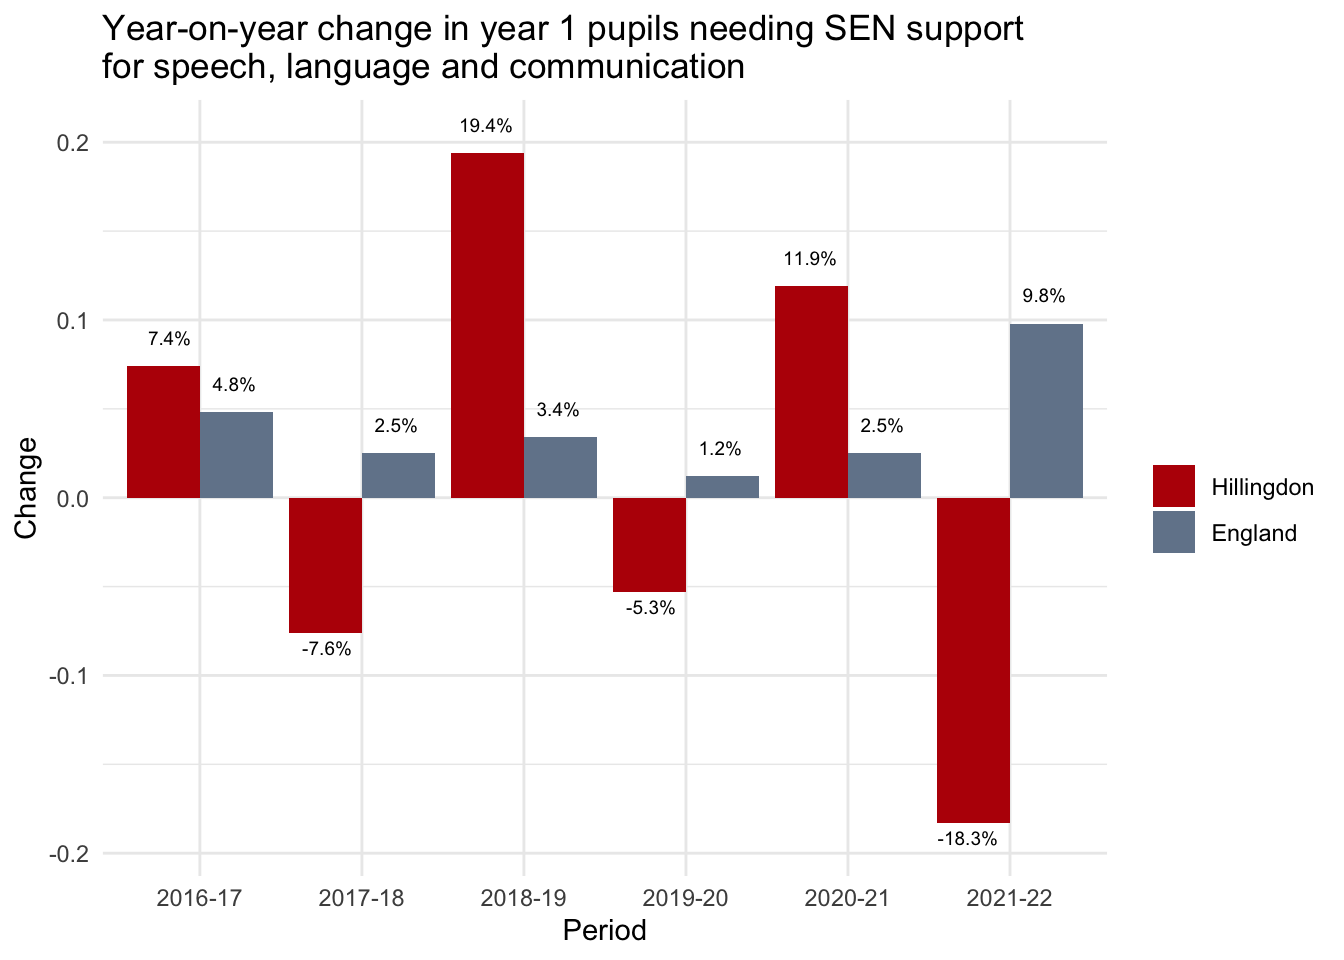 Year-on-year change in year 1 pupils needing SEN support
for speech, language and communication
19.4%
0.2
11.9%
9.8%
0.1
7.4%
4.8%
3.4%
2.5%
2.5%
1.2%
Change
0.0
Hillingdon
England
-5.3%
-7.6%
-0.1
-18.3%
-0.2
2016-17 2017-18 2018-19 2019-20 2020-21 2021-22
Period